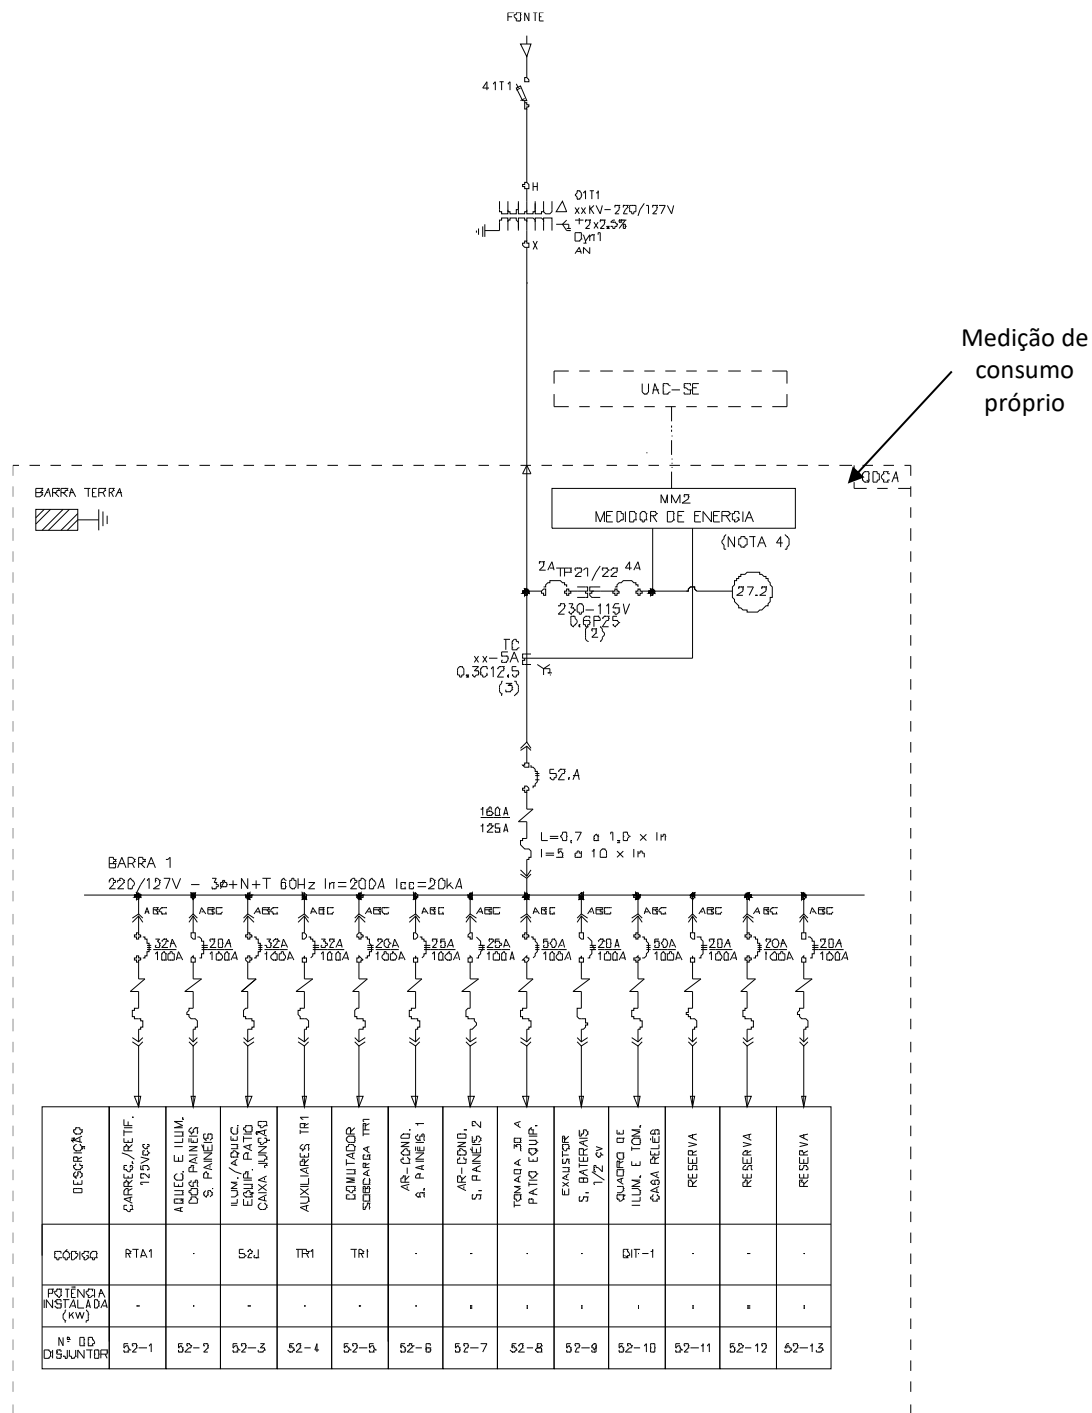 FONTE
41T1
H
01T1
xxKV-220/127V
±2x2.5%
Dyn1
AN
X
Medição de
consumo
próprio
UAC-SE
QDCA
BARRA TERRA
MM2
MEDIDOR DE ENERGIA
(NOTA 4)
2A TP21/22 4A
27.2
230-115V
0.6P25
(2)
TC
xx-5A
0.3C12.5
(3)
52.A
160A
125A
L=0,7 a 1,0 x In
I=5 a 10 x In
BARRA 1
220/127V - 3ø+N+T 60Hz In=200A Icc=20kA
ABC ABC ABC ABC ABC ABC ABC ABC ABC ABC ABC ABC ABC
32A 20A 32A 32A 20A 25A 25A 50A 20A 50A 20A 20A 20A
100A 100A 100A 100A 100A 100A 100A 100A 100A 100A 100A 100A 100A
DESCRIÇÃO
CARREG./RETIF.
125Vcc
AQUEC. E ILUM.
DOS PAINÉIS
S. PAINÉIS
ILUM./AQUEC.
EQUIP. PATIO
CAIXA JUNÇÃO
AUXILIARES TR1
COMUTADOR
SOBCARGA TR1
AR-COND.
S. PAINÉIS 1
AR-COND.
S. PAINÉIS 2
TOMADA 30 A
PATIO EQUIP.
EXAUSTOR
S. BATERAIS
1/2 cv
QUADRO DE
ILUM. E TOM.
CASA RELÉS
RESERVA
RESERVA
RESERVA
CÓDIGO RTA1 - 52J TR1 TR1 - - - - QIT-1 - - -
POTÊNCIA
INSTALADA
(KW)
- - - - - - - - - - - - -
Nº DO
DISJUNTOR
52-1 52-2 52-3 52-4 52-5 52-6 52-7 52-8 52-9 52-10 52-11 52-12 52-13